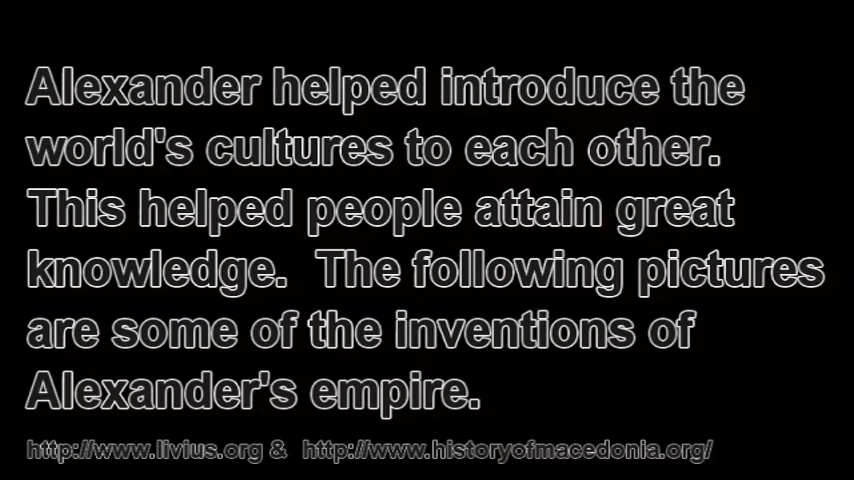 Alexander helped introduce the
world's cultures to each other.
This helped people attain great
knowledge.  The following pictures
are some of the inventions of
Alexander's empire.
http://www.livius.org &  http://www.historyofmacedonia.org/